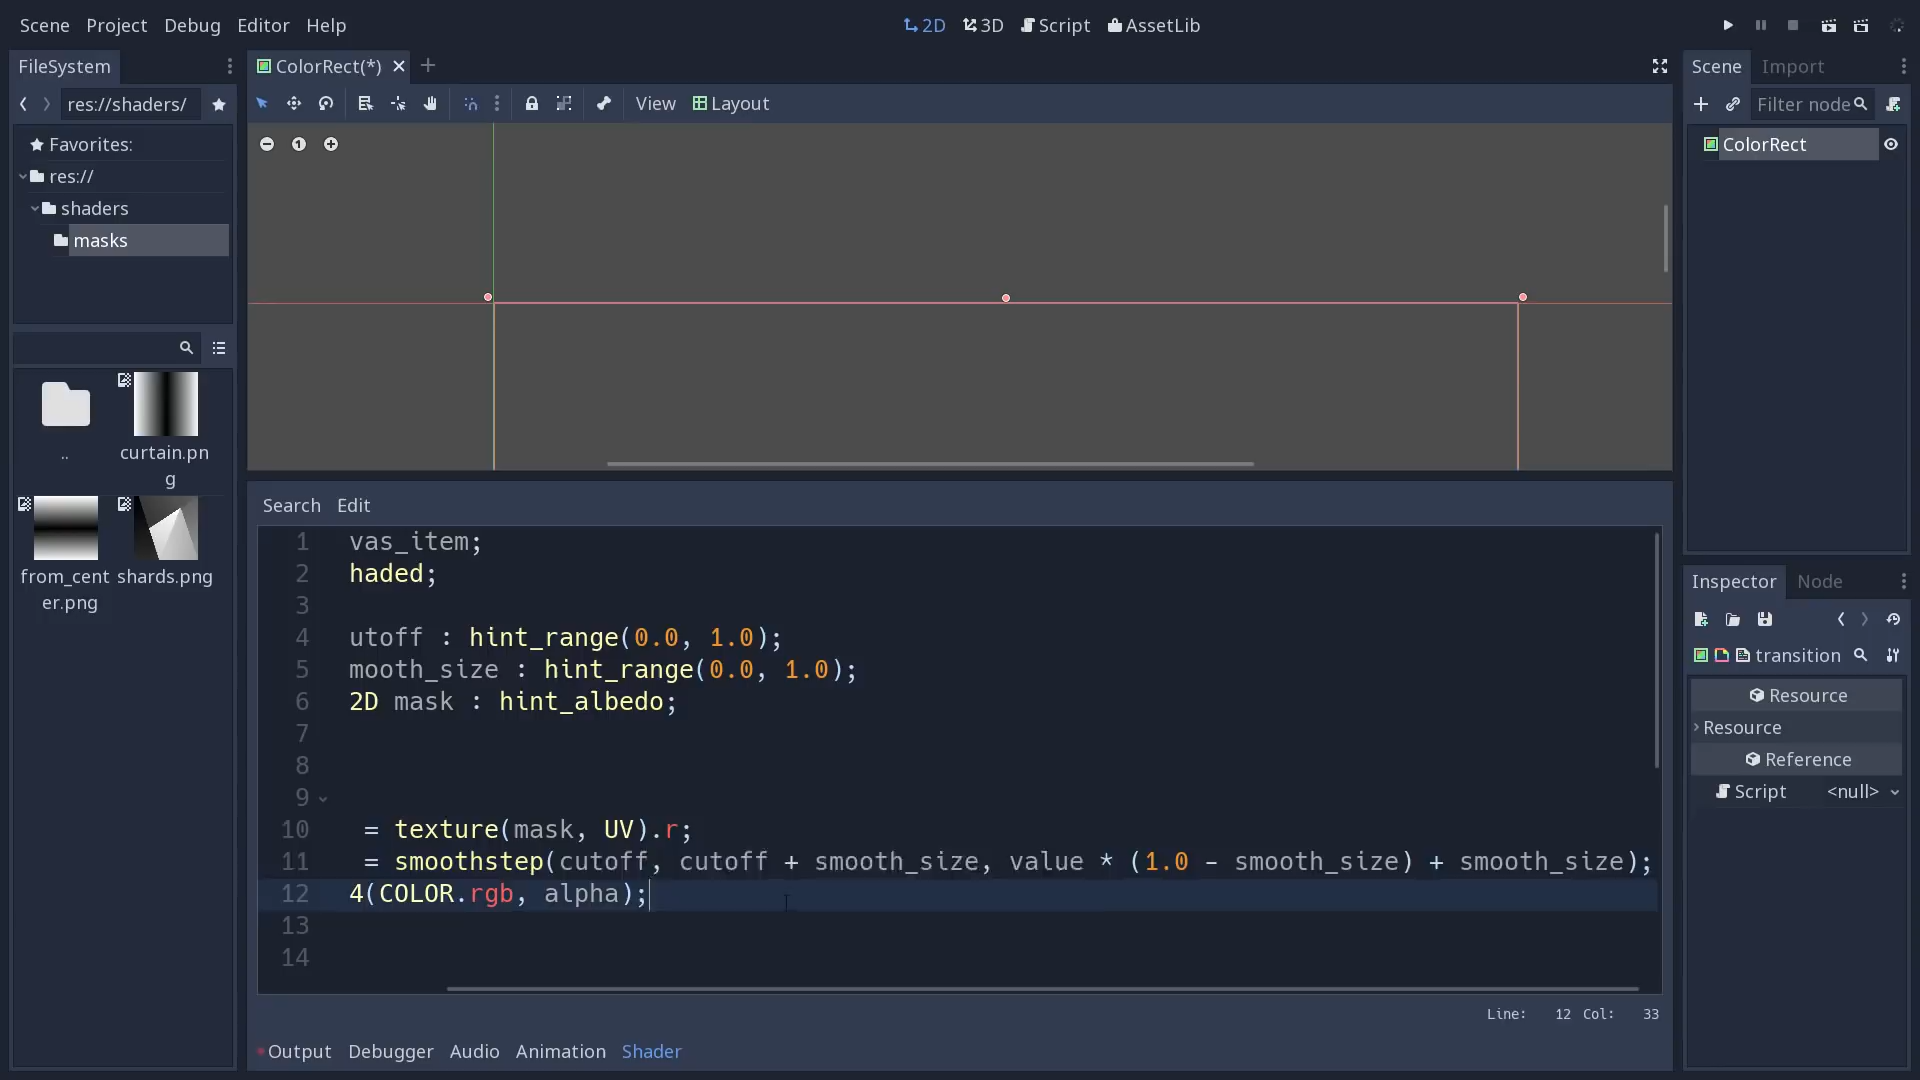 Scene Project Debug Editor Help
2D 3D Script AssetLib
FileSystem
ColorRect(*)
Scene Import
res://shaders/
View Layout
Filter node
Favorites:
res://
shaders
masks
ColorRect
1
..
curtain.pn
g
from_cent
er.png
shards.png
Search Edit
1 vas_item;
2 haded;
3
4 utoff : hint_range(0.0, 1.0);
5 mooth_size : hint_range(0.0, 1.0);
6 2D mask : hint_albedo;
7
8
9
10 = texture(mask, UV).r;
11 = smoothstep(cutoff, cutoff + smooth_size, value * (1.0 - smooth_size) + smooth_size);
12 4(COLOR.rgb, alpha);
13
14
Line: 12 Col: 33
Output Debugger Audio Animation Shader
Inspector Node
transition
Resource
Resource
Reference
Script <null>